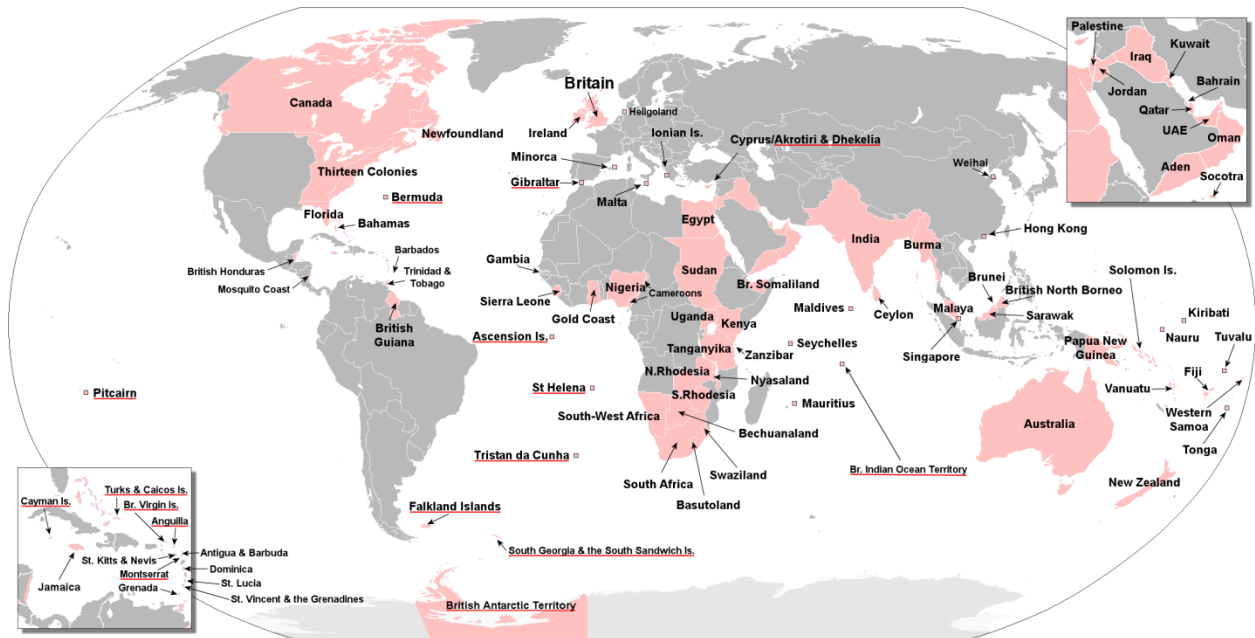 Canada
Newfoundland
Thirteen Colonies
Bermuda
Florida
Bahamas
British Honduras
Mosquito Coast
Barbados
Trinidad &
Tobago
British
Guiana
Pitcairn
Britain
Ireland
Heligoland
Ionian Is.
Minorca
Gibraltar
Malta
Cyprus/Akrotiri & Dhekelia
Weihai
Hong Kong
Egypt
Sudan
Gambia
Sierra Leone
Gold Coast
Nigeria
Cameroons
Br. Somaliland
Uganda
Kenya
Tanganyika
Zanzibar
N.Rhodesia
Nyasaland
S.Rhodesia
South-West Africa
Bechuanaland
South Africa
Swaziland
Basutoland
Ascension Is.
St Helena
Tristan da Cunha
Falkland Islands
South Georgia & the South Sandwich Is.
British Antarctic Territory
India
Burma
Ceylon
Maldives
Seychelles
Mauritius
Br. Indian Ocean Territory
Malaya
Singapore
Brunei
British North Borneo
Sarawak
Solomon Is.
Papua New
Guinea
Kiribati
Nauru
Tuvalu
Fiji
Vanuatu
Western
Samoa
Tonga
Australia
New Zealand
Palestine
Iraq
Kuwait
Jordan
Bahrain
Qatar
UAE
Oman
Aden
Socotra
Turks & Caicos Is.
Cayman Is.
Br. Virgin Is.
Anguilla
Antigua & Barbuda
St. Kitts & Nevis
Montserrat
Dominica
Jamaica
Grenada
St. Lucia
St. Vincent & the Grenadines